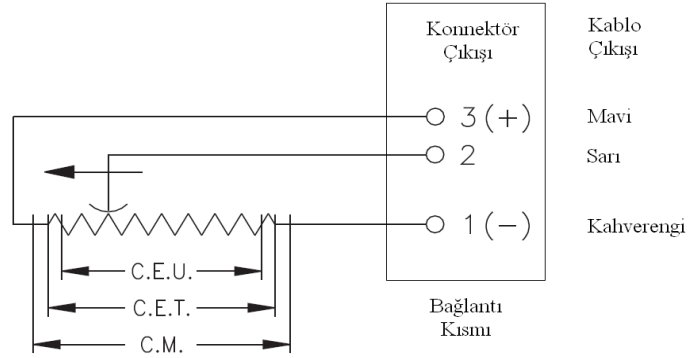 Konnektör
Çıkışı
Kablo
Çıkışı
3 (+)
Mavi
2
Sarı
1 (-)
Kahverengi
C.E.U.
C.E.T.
C.M.
Bağlantı
Kısmı